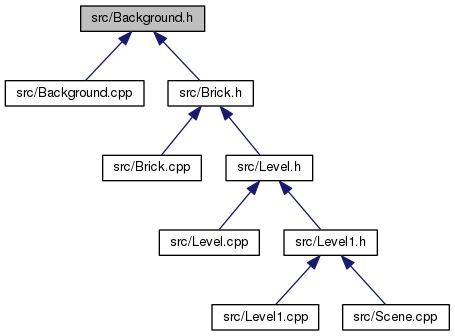 src/Background.h
src/Background.cpp
src/Brick.h
src/Brick.cpp
src/Level.h
src/Level.cpp
src/Level1.h
src/Level1.cpp
src/Scene.cpp